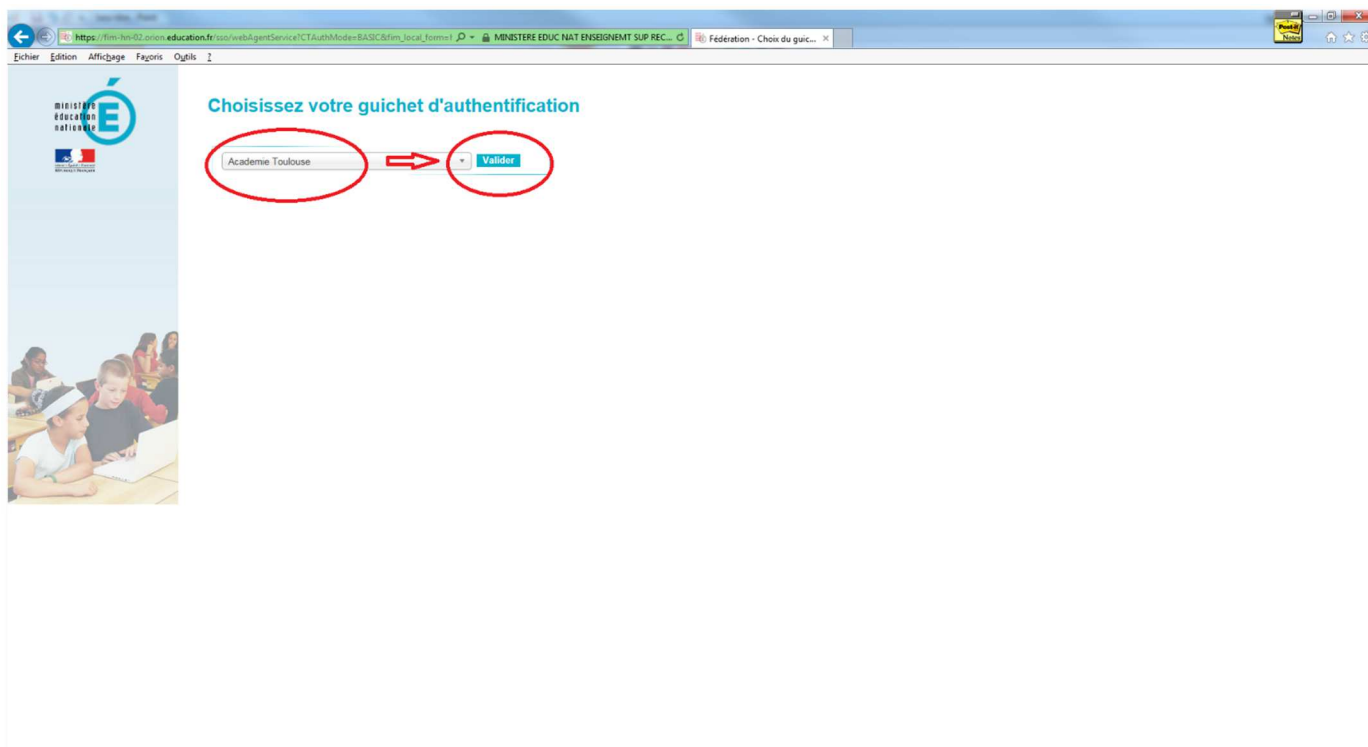 https://fim-hn-02.orion.education.fr/sso/webAgentService?CTAuthMode=BASIC&fim_local_form=1
MINISTERE EDUC NAT ENSEIGNEMT SUP REC...
Fédération - Choix du guic...
Post-it
Notes
Fichier Edition Affichage Favoris Outils ?
ministère
éducation
nationale
É
Choisissez votre guichet d'authentification
Academie Toulouse
Valider